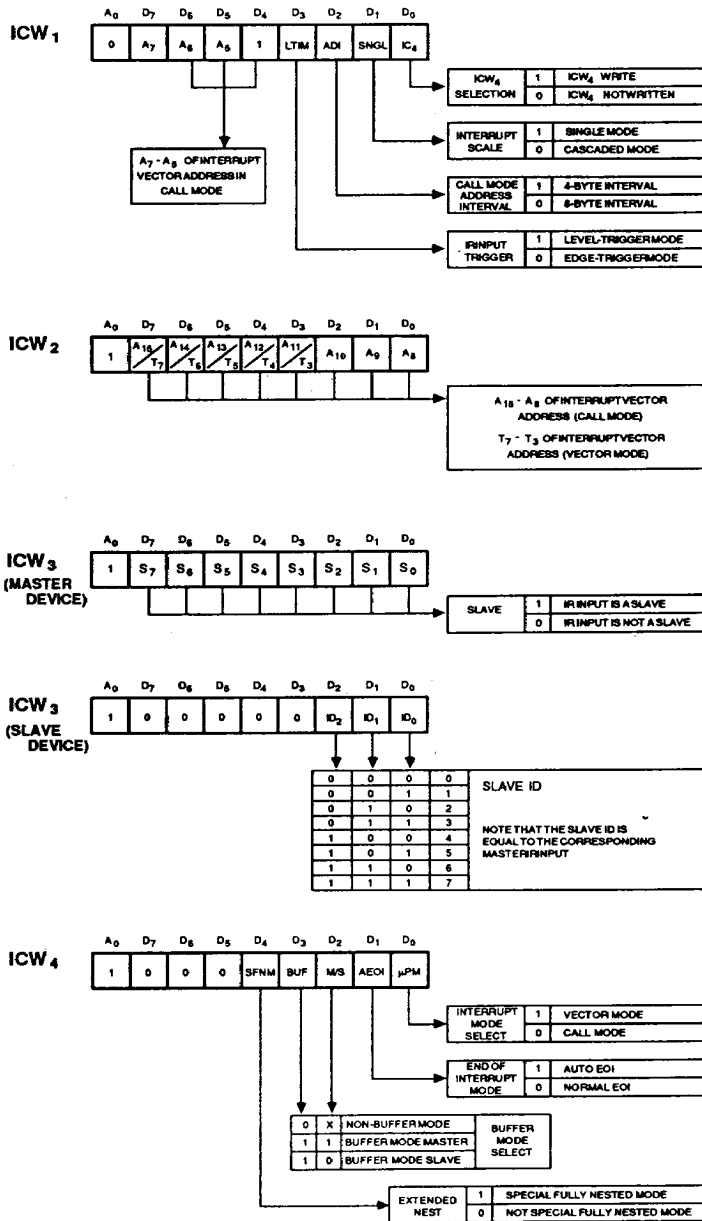 ICW1
A0 D7 D6 D5 D4 D3 D2 D1 D0
0 A7 A6 A5 1 LTIM ADI SNGL IC4
ICW4 SELECTION
1 ICW4 WRITE
0 ICW4 NOTWRITTEN
INTERRUPT SCALE
1 SINGLE MODE
0 CASCADED MODE
A7 - A5 OF INTERRUPT
VECTOR ADDRESS IN
CALL MODE
CALL MODE ADDRESS INTERVAL
1 4-BYTE INTERVAL
0 8-BYTE INTERVAL
IR INPUT TRIGGER
1 LEVEL-TRIGGER MODE
0 EDGE-TRIGGER MODE
ICW2
A0 D7 D6 D5 D4 D3 D2 D1 D0
1 A15/T7 A14/T6 A13/T5 A12/T4 A11/T3 A10 A9 A8
A15 - A8 OF INTERRUPT VECTOR
ADDRESS (CALL MODE)
T7 - T3 OF INTERRUPT VECTOR
ADDRESS (VECTOR MODE)
ICW3
(MASTER
DEVICE)
A0 D7 D6 D5 D4 D3 D2 D1 D0
1 S7 S6 S5 S4 S3 S2 S1 S0
SLAVE
1 IR INPUT IS A SLAVE
0 IR INPUT IS NOT A SLAVE
ICW3
(SLAVE
DEVICE)
A0 D7 D6 D5 D4 D3 D2 D1 D0
1 0 0 0 0 0 ID2 ID1 ID0
0 0 0 0
0 0 1 1
0 1 0 2
0 1 1 3
1 0 0 4
1 0 1 5
1 1 0 6
1 1 1 7
SLAVE ID
NOTE THAT THE SLAVE ID IS
EQUAL TO THE CORRESPONDING
MASTER IR INPUT
ICW4
A0 D7 D6 D5 D4 D3 D2 D1 D0
1 0 0 0 SFNM BUF M/S AEOI µPM
INTERRUPT MODE SELECT
1 VECTOR MODE
0 CALL MODE
END OF INTERRUPT MODE
1 AUTO EOI
0 NORMAL EOI
0 X NON-BUFFER MODE
1 1 BUFFER MODE MASTER
1 0 BUFFER MODE SLAVE
BUFFER MODE SELECT
EXTENDED NEST
1 SPECIAL FULLY NESTED MODE
0 NOT SPECIAL FULLY NESTED MODE